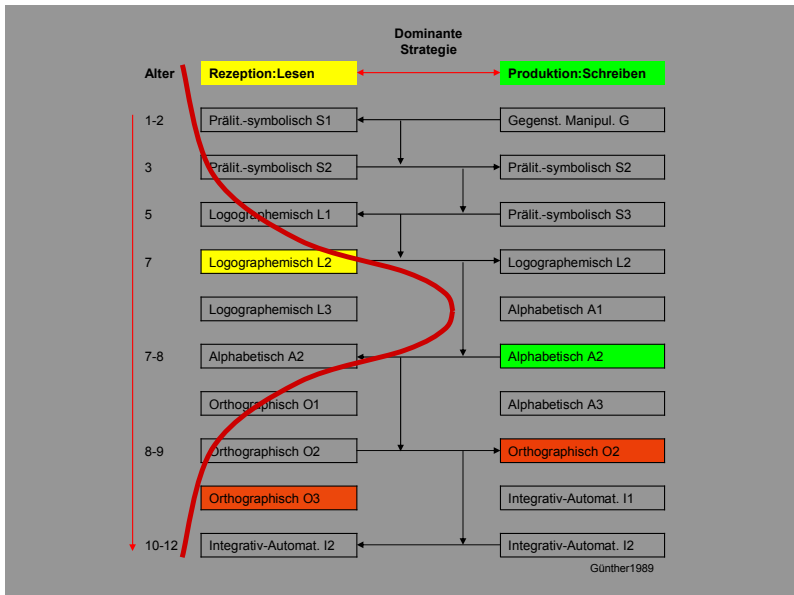 Dominante
Strategie
Alter Rezeption:Lesen Produktion:Schreiben
1-2 Prälit.-symbolisch S1 Gegenst. Manipul. G
3 Prälit.-symbolisch S2 Prälit.-symbolisch S2
5 Logographemisch L1 Prälit.-symbolisch S3
7 Logographemisch L2 Logographemisch L2
Logographemisch L3 Alphabetisch A1
7-8 Alphabetisch A2 Alphabetisch A2
Orthographisch O1 Alphabetisch A3
8-9 Orthographisch O2 Orthographisch O2
Orthographisch O3 Integrativ-Automat. I1
10-12 Integrativ-Automat. I2 Integrativ-Automat. I2
Günther1989